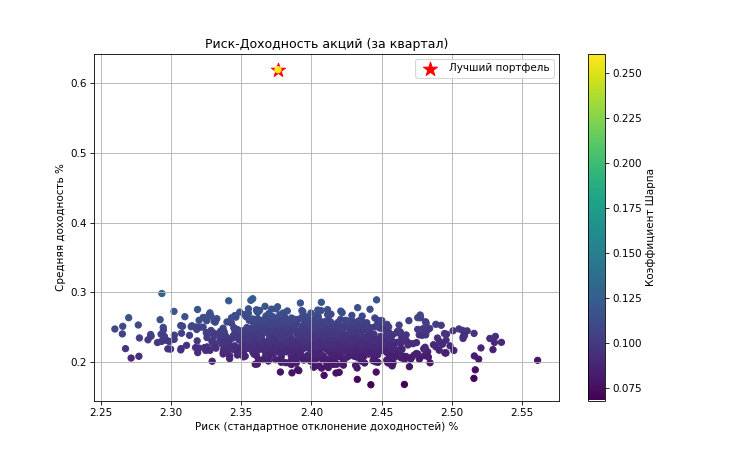 Риск-Доходность акций (за квартал)
Лучший портфель
Средняя доходность %
0.6
0.5
0.4
0.3
0.2
2.25 2.30 2.35 2.40 2.45 2.50 2.55
Риск (стандартное отклонение доходностей) %
0.250
0.225
0.200
0.175
0.150
0.125
0.100
0.075
Коэффициент Шарпа